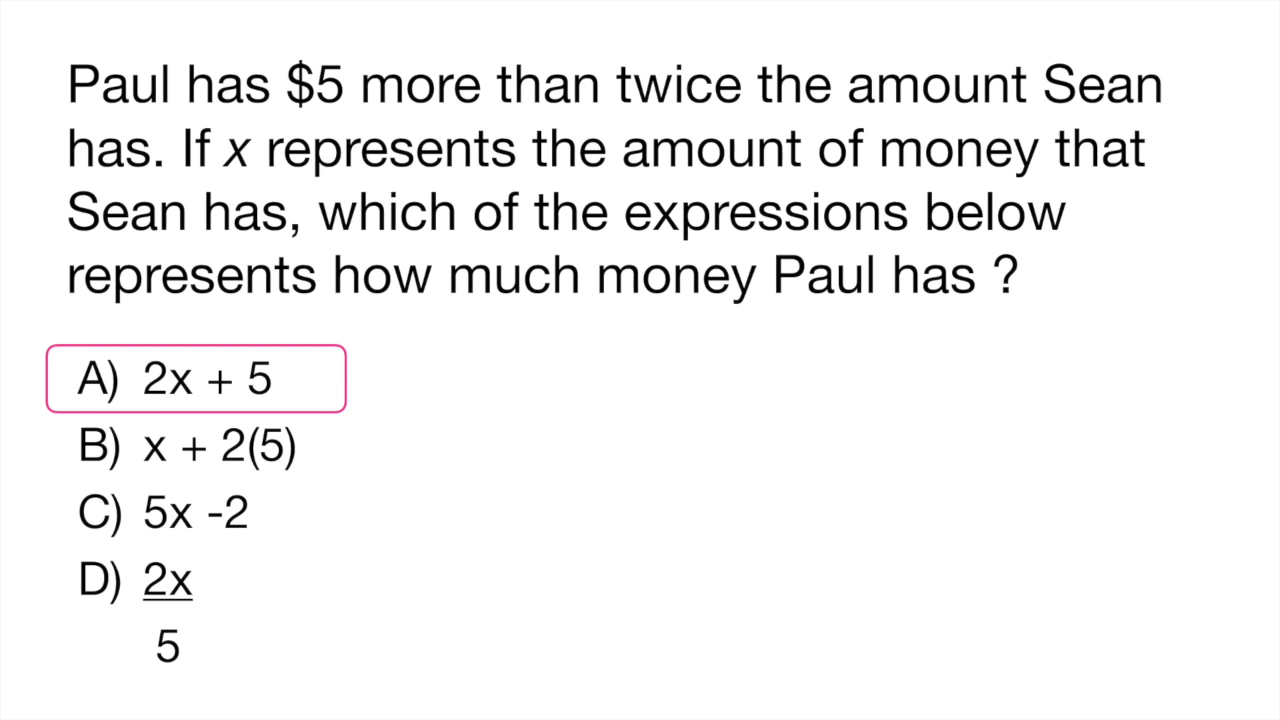 Paul has $5 more than twice the amount Sean
has. If x represents the amount of money that
Sean has, which of the expressions below
represents how much money Paul has ?
A) 2x + 5
B) x + 2(5)
C) 5x -2
D) 2x
5